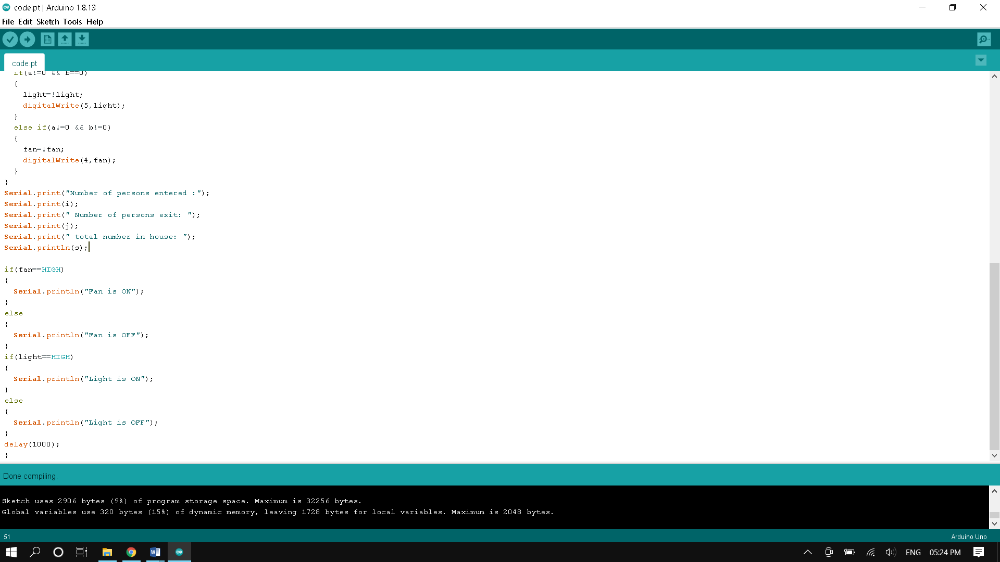 code.pt | Arduino 1.8.13
File Edit Sketch Tools Help
code.pt
if(a!=0 && b==0)
{
light=!light;
digitalWrite(5,light);
}
else if(a!=0 && b!=0)
{
fan=!fan;
digitalWrite(4,fan);
}
}
Serial.print("Number of persons entered :");
Serial.print(i);
Serial.print(" Number of persons exit: ");
Serial.print(j);
Serial.print(" total number in house: ");
Serial.println(s);
if(fan==HIGH)
{
Serial.println("Fan is ON");
}
else
{
Serial.println("Fan is OFF");
}
if(light==HIGH)
{
Serial.println("Light is ON");
}
else
{
Serial.println("Light is OFF");
}
delay(1000);
}
Done compiling.
Sketch uses 2906 bytes (9%) of program storage space. Maximum is 32256 bytes.
Global variables use 320 bytes (15%) of dynamic memory, leaving 1728 bytes for local variables. Maximum is 2048 bytes.
51
Arduino Uno
ENG 05:24 PM